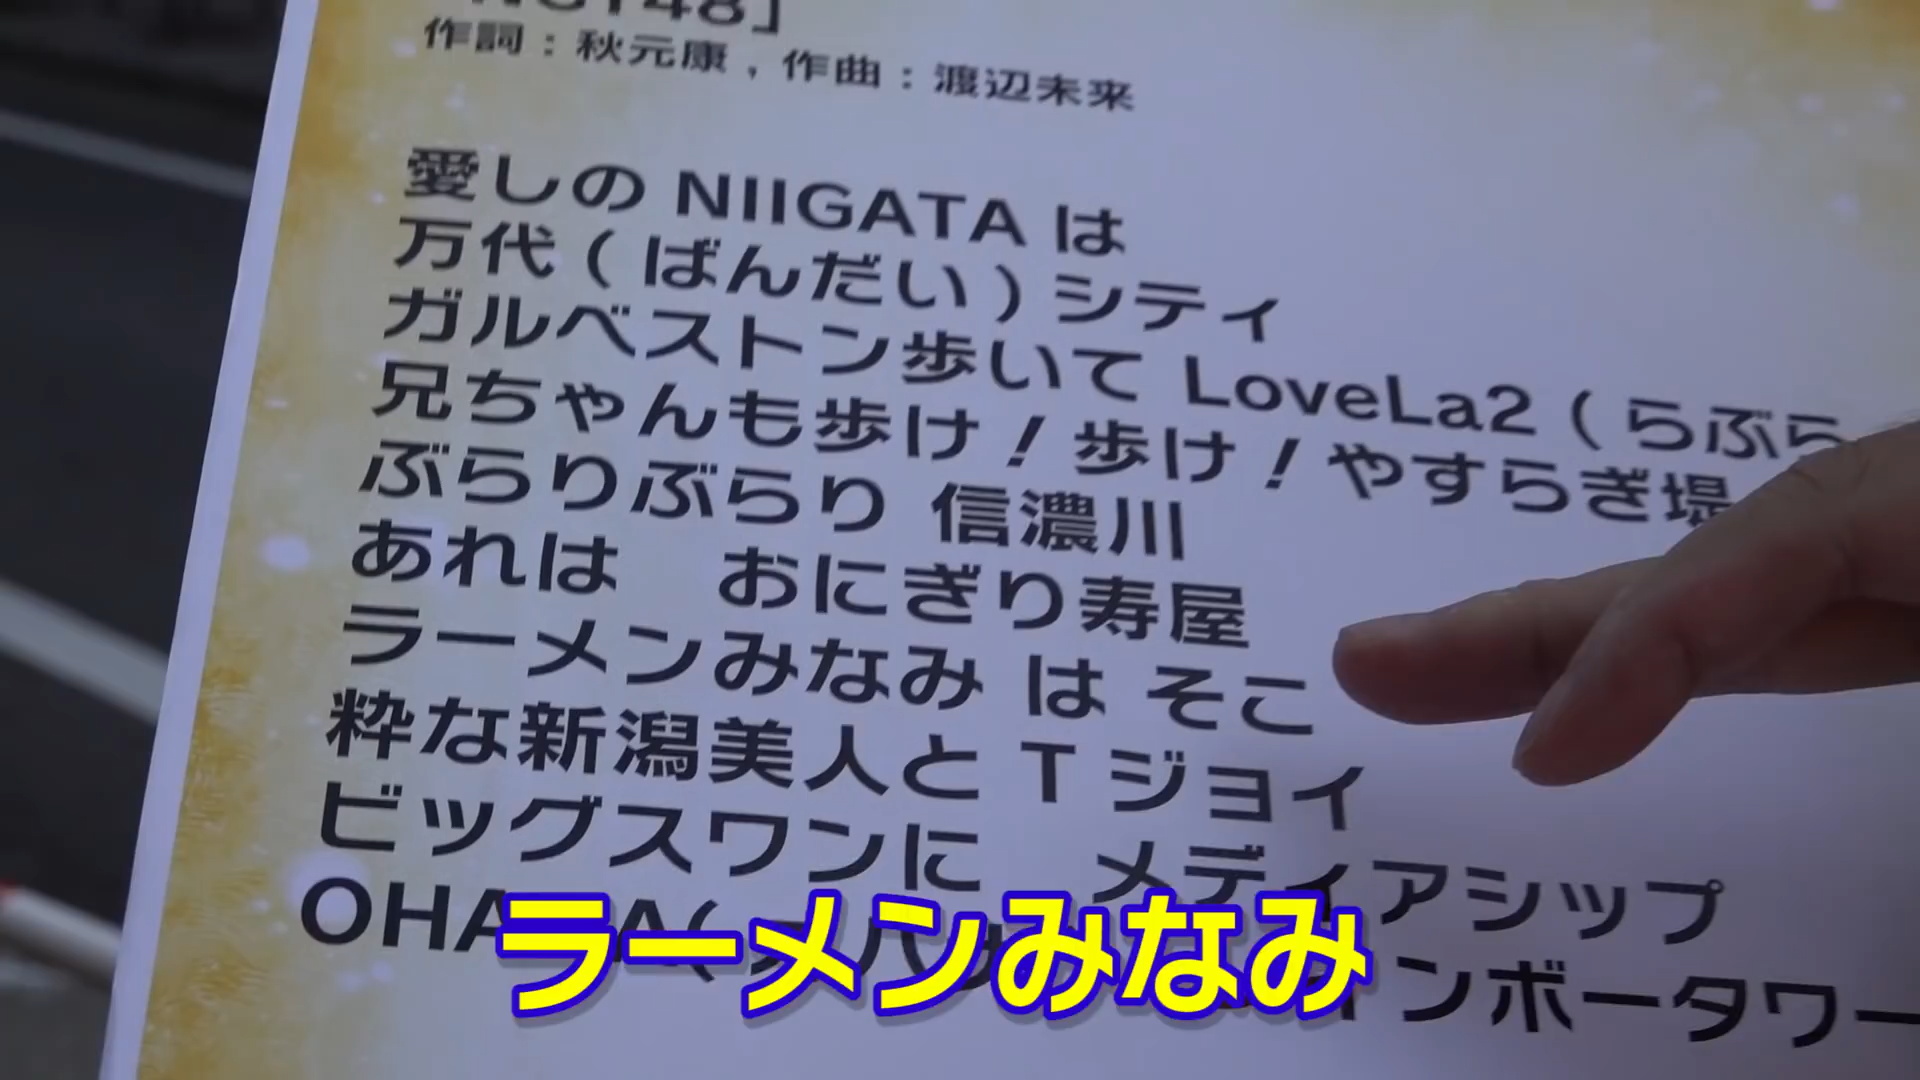 NGT48］
作詞：秋元康，作曲：渡辺未来
愛しの NIIGATA は
万代（ばんだい）シティ
ガルベストン歩いて LoveLa2（らぶら
兄ちゃんも歩け！歩け！やすらぎ堤
ぶらりぶらり 信濃川
あれは　おにぎり寿屋
ラーメンみなみ は そこ
粋な新潟美人と T ジョイ
ビッグスワンに　メディアシップ
インボータワー
ラーメンみなみ